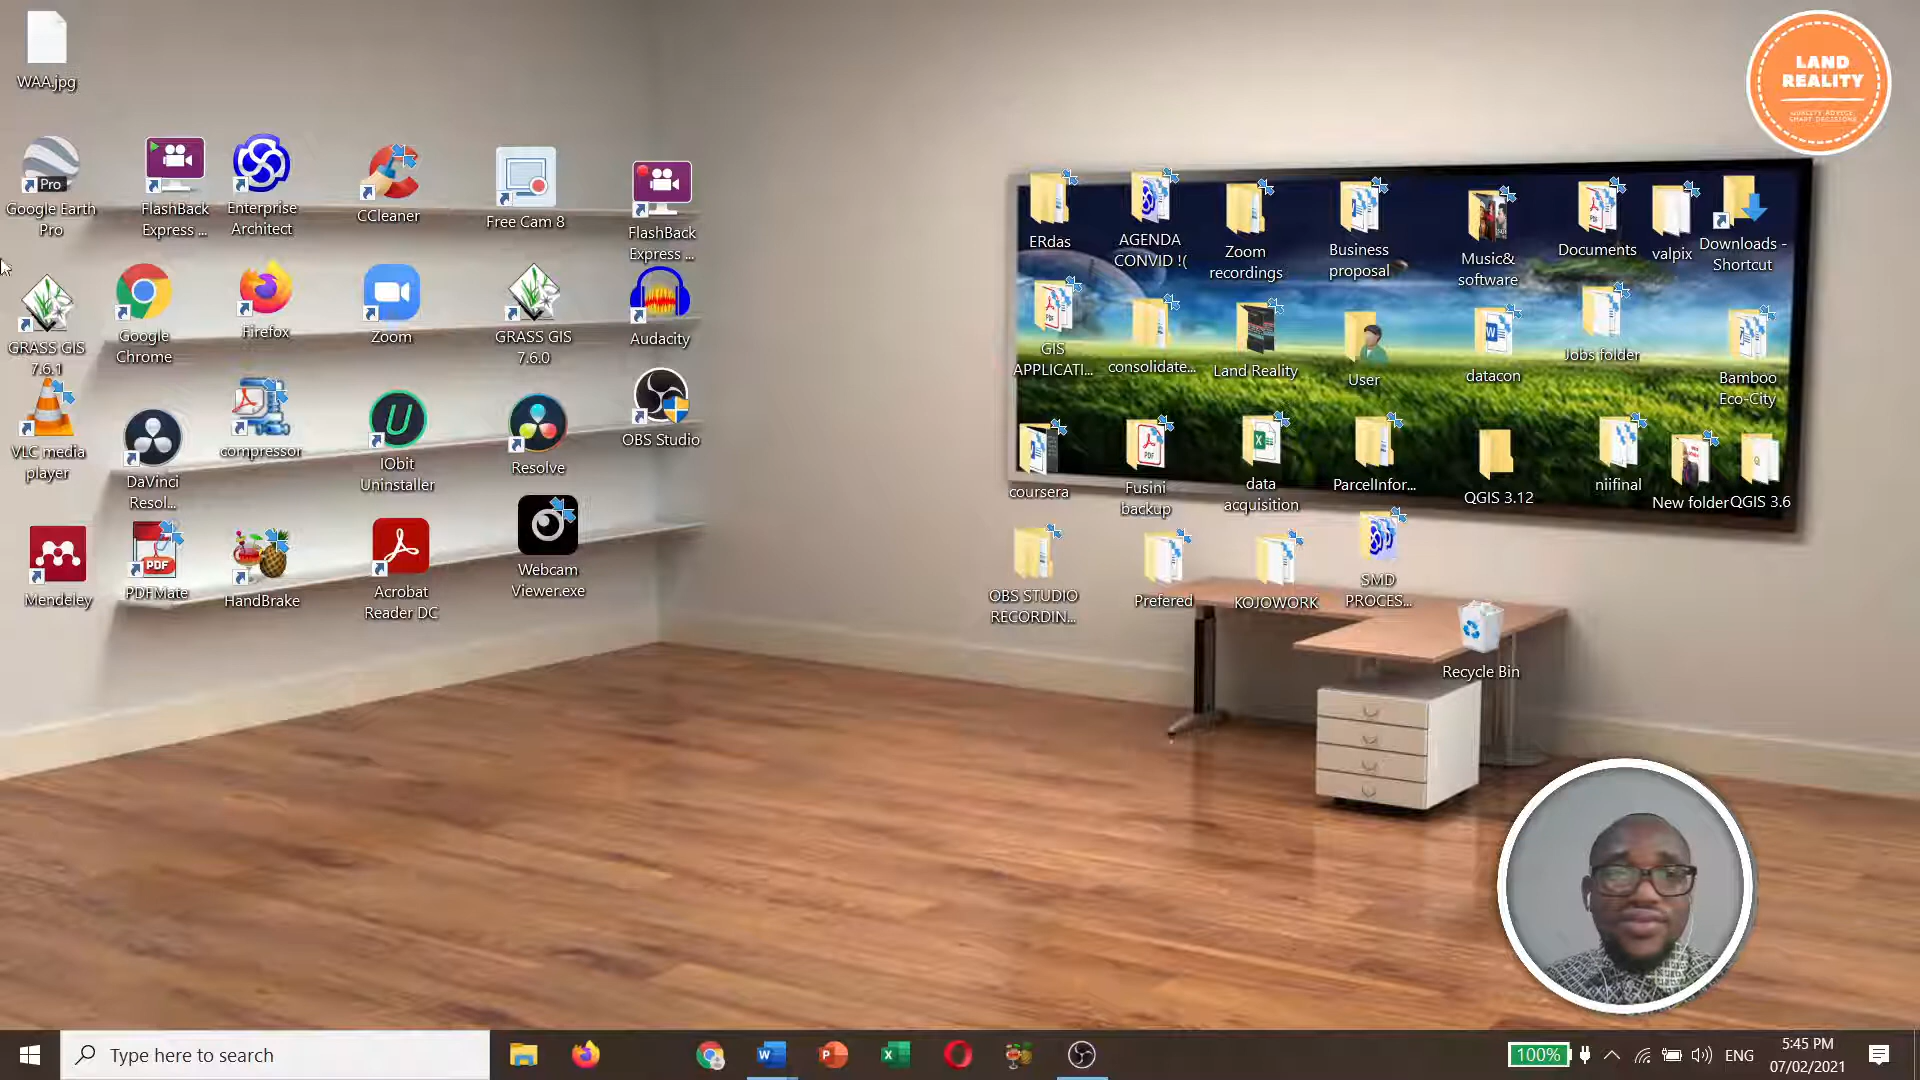 WAA.jpg
LAND
REALITY
QUALITY ADVICE,
SMART DECISIONS
Pro
Google Earth
Pro
FlashBack
Express ...
Enterprise
Architect
CCleaner
Free Cam 8
FlashBack
Express ...
GRASS GIS
7.6.1
Google
Chrome
Firefox
Zoom
GRASS GIS
7.6.0
Audacity
VLC media
player
DaVinci
Resol...
compressor
IObit
Uninstaller
Resolve
OBS Studio
Mendeley
PDF
PDFMate
HandBrake
Acrobat
Reader DC
Webcam
Viewer.exe
ERdas
AGENDA
CONVID !(
Zoom
recordings
Business
proposal
Music&
software
Documents
valpix
Downloads -
Shortcut
GIS
APPLICATI...
consolidate...
Land Reality
User
datacon
Jobs folder
Bamboo
Eco-City
coursera
Fusini
backup
data
acquisition
ParcelInfor...
QGIS 3.12
niifinal
New folder
QGIS 3.6
OBS STUDIO
RECORDIN...
Prefered
KOJOWORK
SMD
PROCES...
Recycle Bin
Type here to search
100%
ENG
5:45 PM
07/02/2021